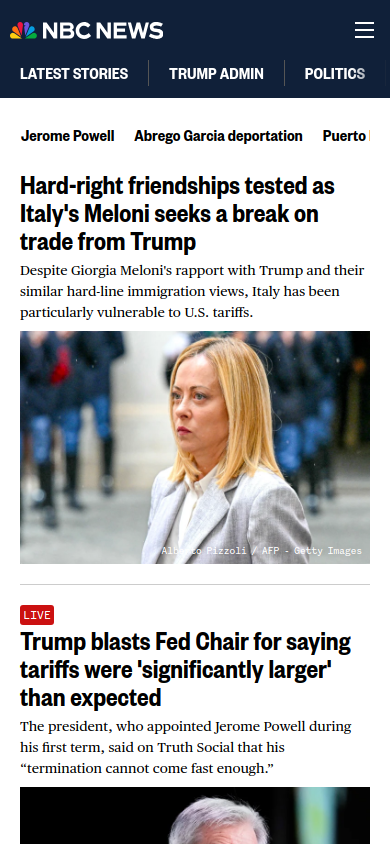 NBC NEWS
LATEST STORIES TRUMP ADMIN POLITICS
Jerome Powell Abrego Garcia deportation Puerto
Hard-right friendships tested as
Italy's Meloni seeks a break on
trade from Trump
Despite Giorgia Meloni's rapport with Trump and their
similar hard-line immigration views, Italy has been
particularly vulnerable to U.S. tariffs.
Alberto Pizzoli / AFP - Getty Images
LIVE
Trump blasts Fed Chair for saying
tariffs were 'significantly larger'
than expected
The president, who appointed Jerome Powell during
his first term, said on Truth Social that his
“termination cannot come fast enough.”